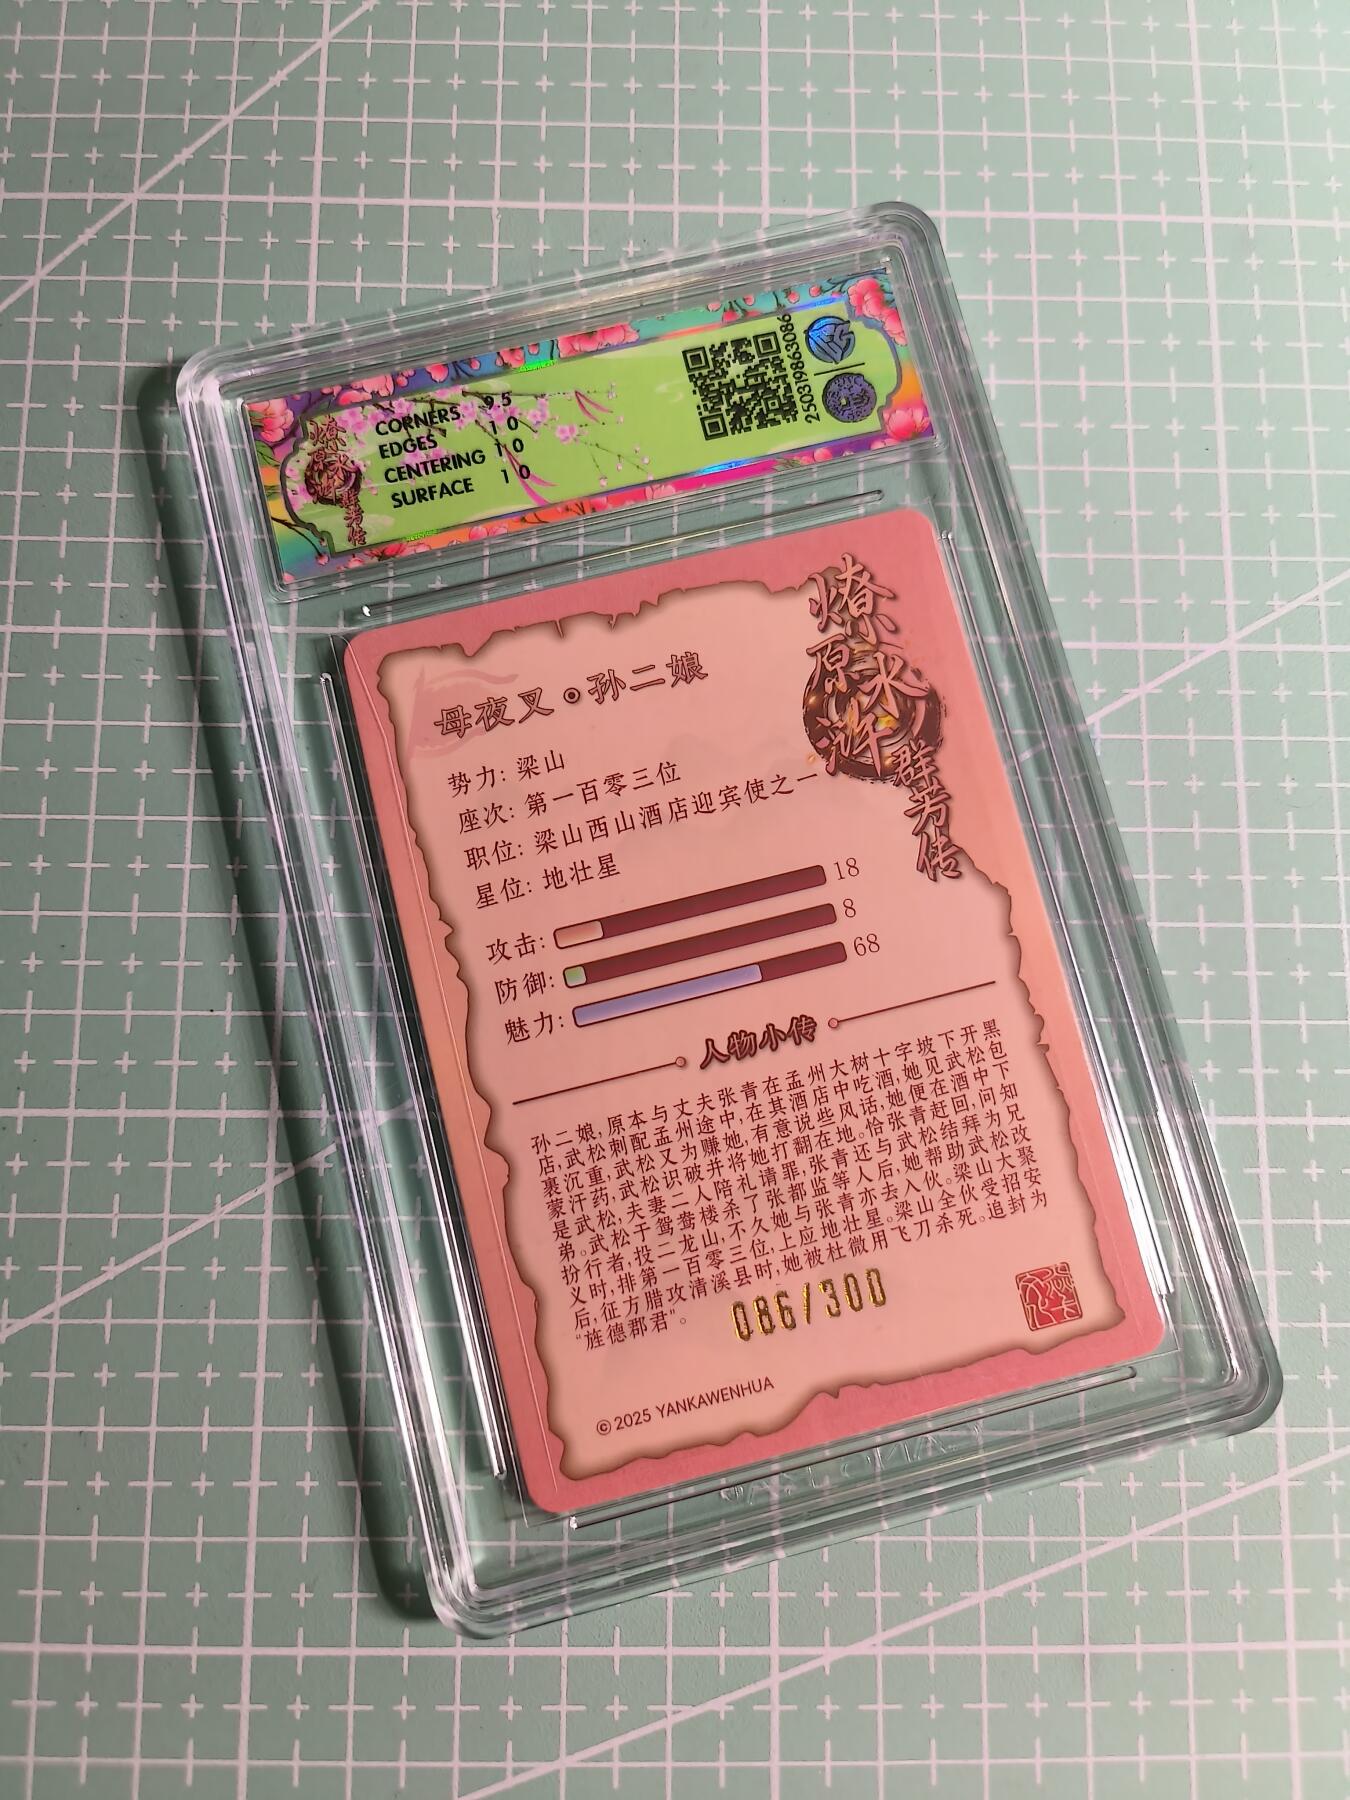 燎原水浒
群芳传
CORNERS 9.5
EDGES 10
CENTERING 10
SURFACE 10
250319863086
燎原水浒
群芳传
母夜叉·孙二娘
势力: 梁山
座次: 第一百零三位
职位: 梁山西山酒店迎宾使之一
星位: 地壮星
攻击: 18
防御: 8
魅力: 68
人物小传
孙二娘,原本与丈夫张青在孟州大树十字坡下开黑
店,武松刺配孟州途中,在其酒店中吃酒,她见武松包
裹沉重,武松又为赚她,有意说些风话,她便在酒中下
蒙汗药,武松识破并将她打翻在地。恰张青赶回,问知
是武松,夫妻二人陪礼请罪,张青还与武松结拜为兄
弟。武松于鸳鸯楼杀了张都监等人后,她帮助武松改
扮行者,投二龙山,不久她与张青亦去入伙。梁山大聚
义时,排第一百零三位,上应地壮星。梁山全伙受招安
后,征方腊攻清溪县时,她被杜微用飞刀杀死。追封为
“旌德郡君”。
086/300
© 2025 YANKAWENHUA